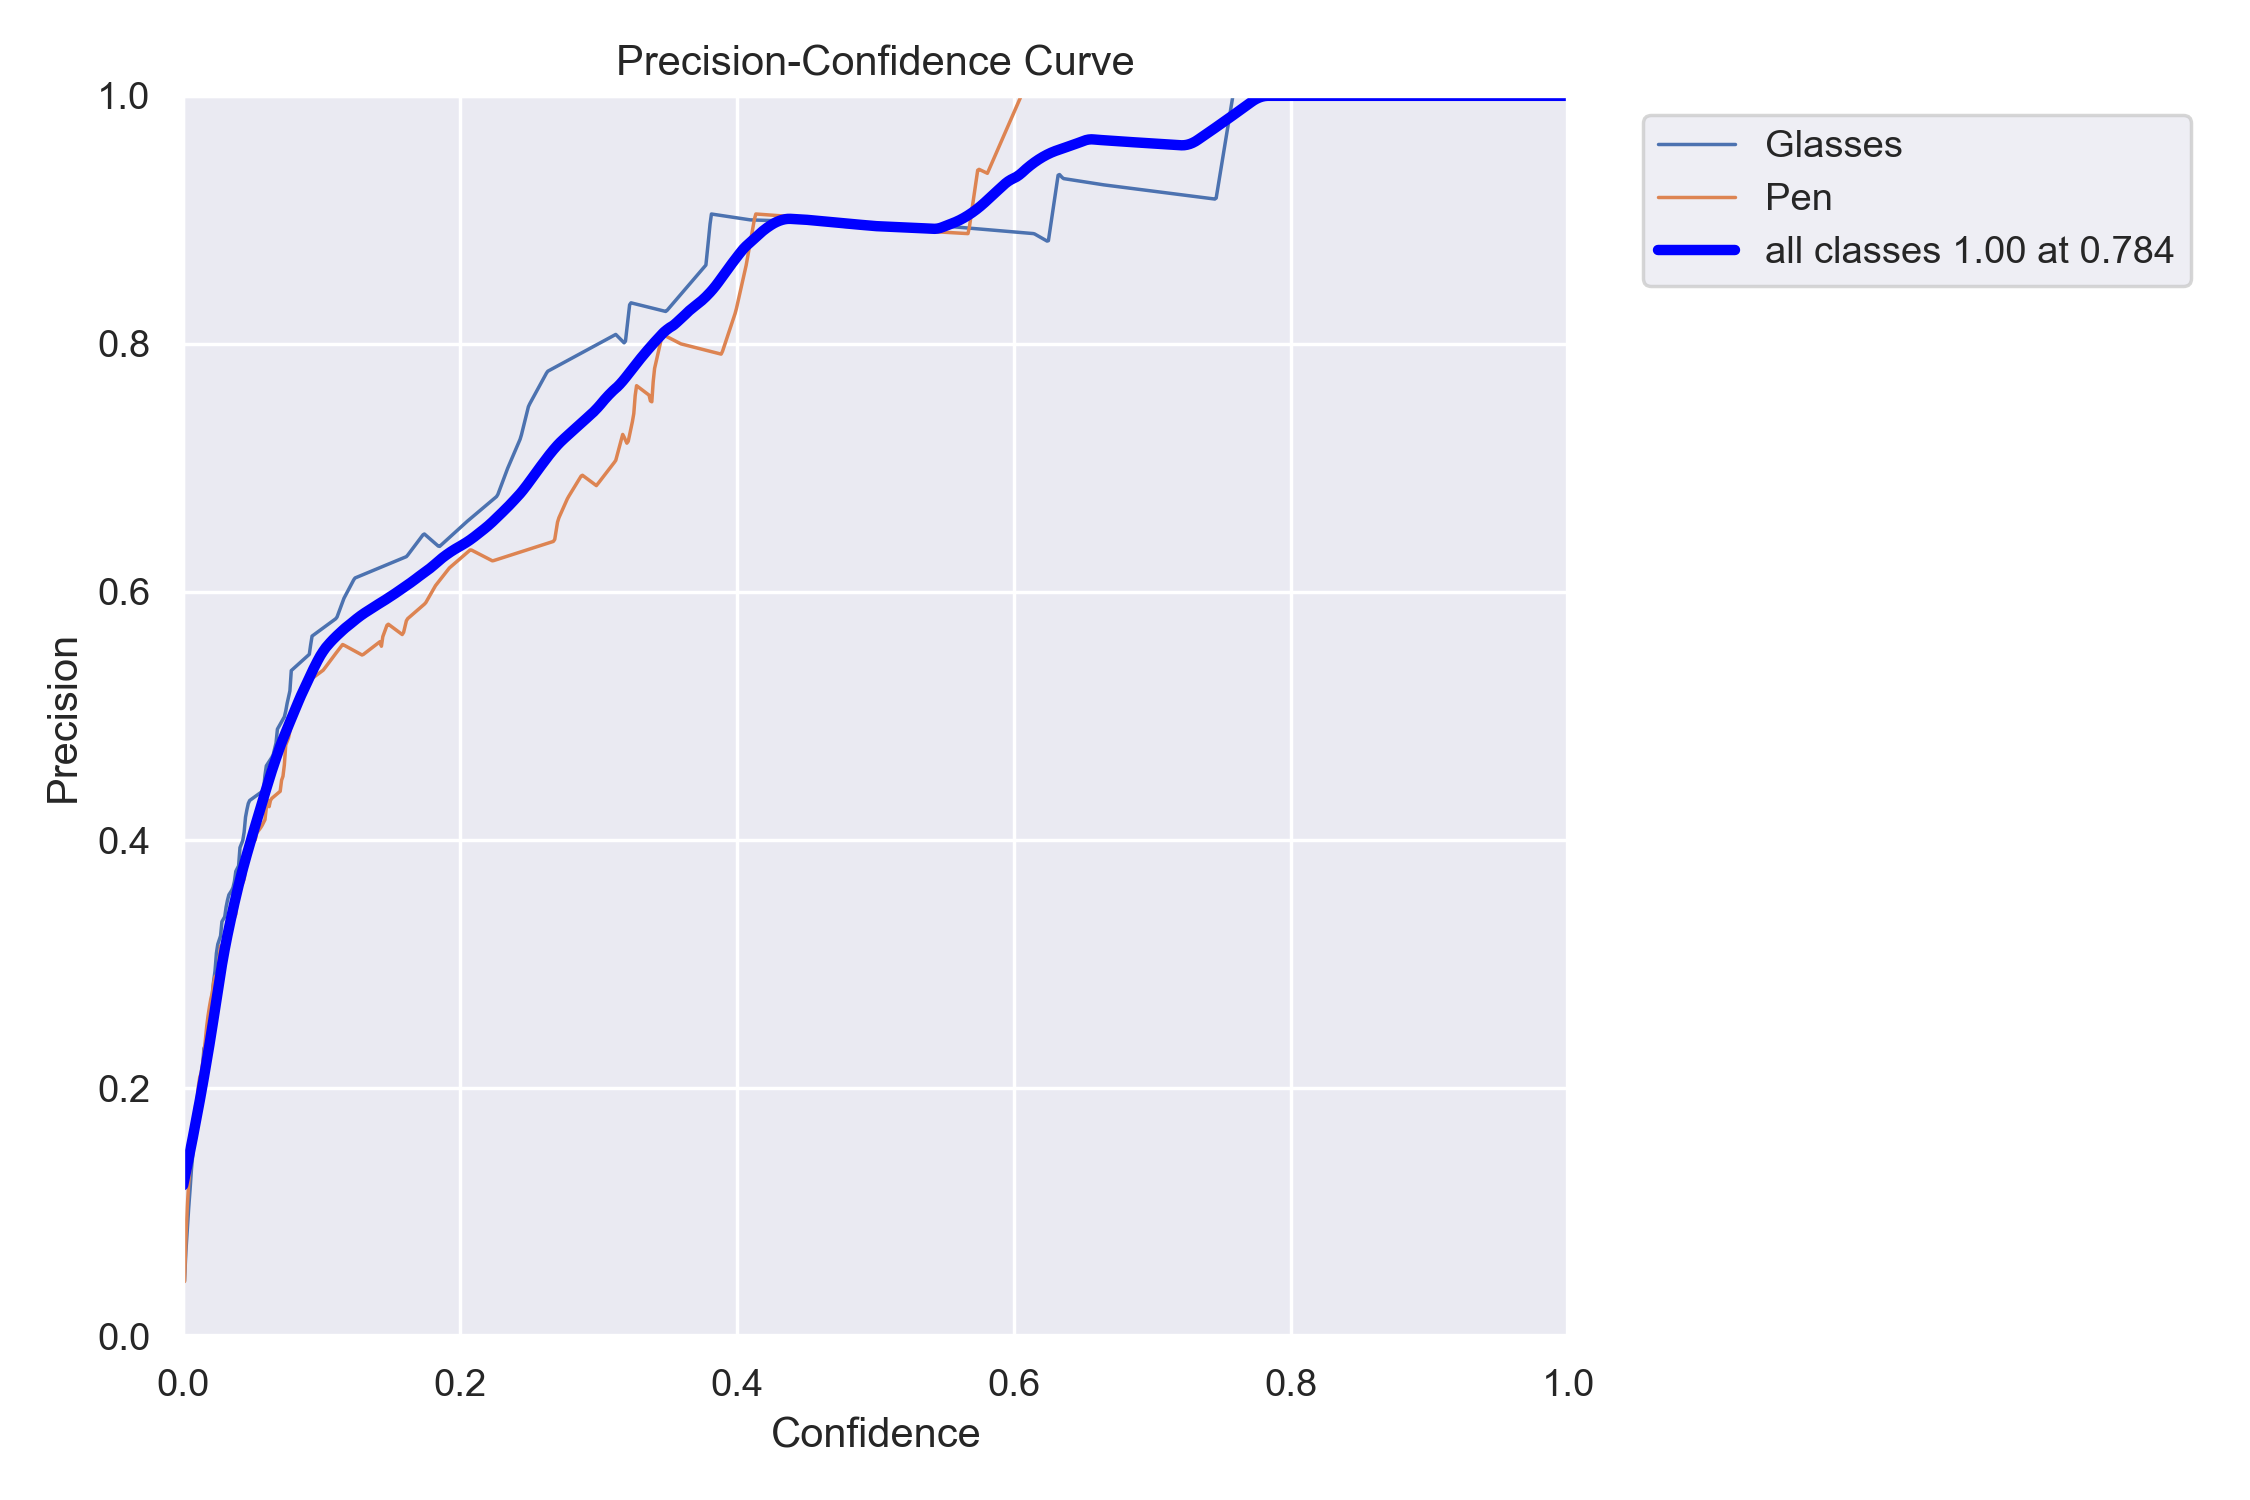 Precision-Confidence Curve
1.0
0.8
0.6
0.4
0.2
0.0
Precision
0.0 0.2 0.4 0.6 0.8 1.0
Confidence
Glasses
Pen
all classes 1.00 at 0.784